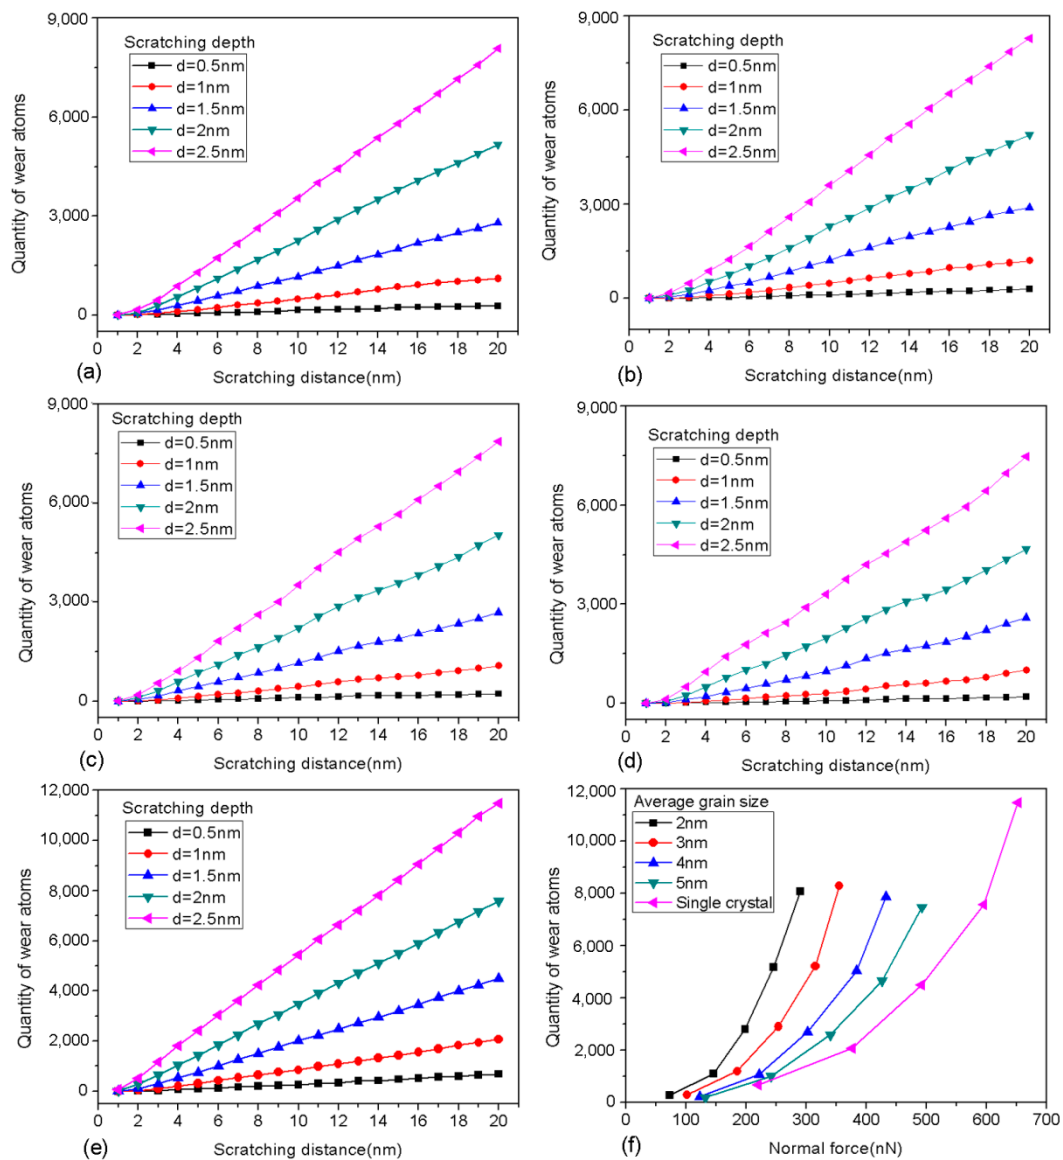 9,000
6,000
3,000
0
Quantity of wear atoms
Scratching depth
d=0.5nm
d=1nm
d=1.5nm
d=2nm
d=2.5nm
0 2 4 6 8 10 12 14 16 18 20
(a)
Scratching distance(nm)
9,000
6,000
3,000
0
Quantity of wear atoms
Scratching depth
d=0.5nm
d=1nm
d=1.5nm
d=2nm
d=2.5nm
0 2 4 6 8 10 12 14 16 18 20
(b)
Scratching distance(nm)
9,000
6,000
3,000
0
Quantity of wear atoms
Scratching depth
d=0.5nm
d=1nm
d=1.5nm
d=2nm
d=2.5nm
0 2 4 6 8 10 12 14 16 18 20
(c)
Scratching distance(nm)
9,000
6,000
3,000
0
Quantity of wear atoms
Scratching depth
d=0.5nm
d=1nm
d=1.5nm
d=2nm
d=2.5nm
0 2 4 6 8 10 12 14 16 18 20
(d)
Scratching distance(nm)
12,000
10,000
8,000
6,000
4,000
2,000
0
Quantity of wear atoms
Scratching depth
d=0.5nm
d=1nm
d=1.5nm
d=2nm
d=2.5nm
0 2 4 6 8 10 12 14 16 18 20
(e)
Scratching distance(nm)
12,000
10,000
8,000
6,000
4,000
2,000
0
Quantity of wear atoms
Average grain size
2nm
3nm
4nm
5nm
Single crystal
0 100 200 300 400 500 600 700
(f)
Normal force(nN)